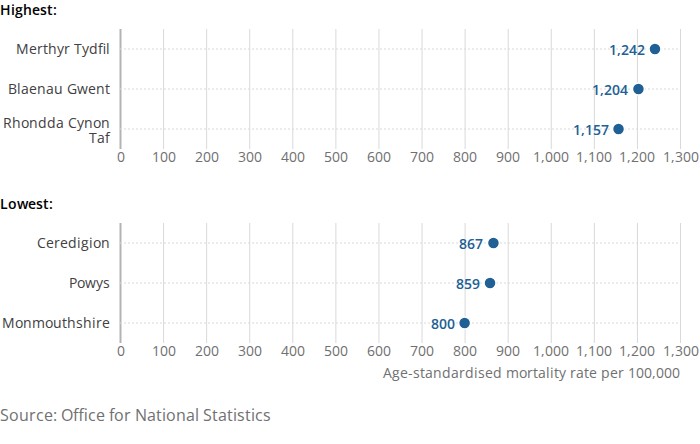 Highest:
Merthyr Tydfil 1,242
Blaenau Gwent 1,204
Rhondda Cynon
Taf 1,157
0 100 200 300 400 500 600 700 800 900 1,000 1,100 1,200 1,300
Lowest:
Ceredigion 867
Powys 859
Monmouthshire 800
0 100 200 300 400 500 600 700 800 900 1,000 1,100 1,200 1,300
Age-standardised mortality rate per 100,000
Source: Office for National Statistics